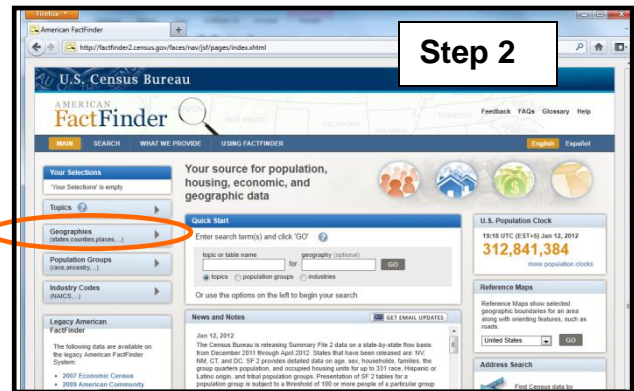 Firefox
American FactFinder
+
http://factfinder2.census.gov/faces/nav/jsf/pages/index.xhtml
Step 2
U.S. Census Bureau
AMERICAN
FactFinder
Feedback FAQs Glossary Help
MAIN SEARCH WHAT WE PROVIDE USING FACTFINDER
English Español
Your Selections
'Your Selections' is empty
Topics
Geographies
(states,counties,places,...)
Population Groups
(race,ancestry,...)
Industry Codes
(NAICS,...)
Legacy American
FactFinder
The following data are available on
the legacy American FactFinder
System:
• 2007 Economic Census
• 2009 American Community
Your source for population,
housing, economic, and
geographic data
Quick Start
Enter search term(s) and click 'GO'
topic or table name
geography (optional)
for
GO
topics population groups industries
Or use the options on the left to begin your search
News and Notes
GET EMAIL UPDATES
Jan 12, 2012
The Census Bureau is releasing Summary File 2 data on a state-by-state flow basis
from December 2011 through April 2012. States that have been released are: NV,
NM, CT, and DC. SF 2 provides detailed data on age, sex, households, families, the
group quarters population, and occupied housing units for up to 331 race, Hispanic or
Latino origin, and tribal population groups. Presentation of SF 2 tables for a
population group is subject to a threshold of 100 or more people of a particular group
U.S. Population Clock
19:18 UTC (EST+5) Jan 12, 2012
312,841,384
more population clocks
Reference Maps
Reference Maps show selected
geographic boundaries for an area
along with orienting features, such as
roads.
United States
GO
Address Search
Find Census data by